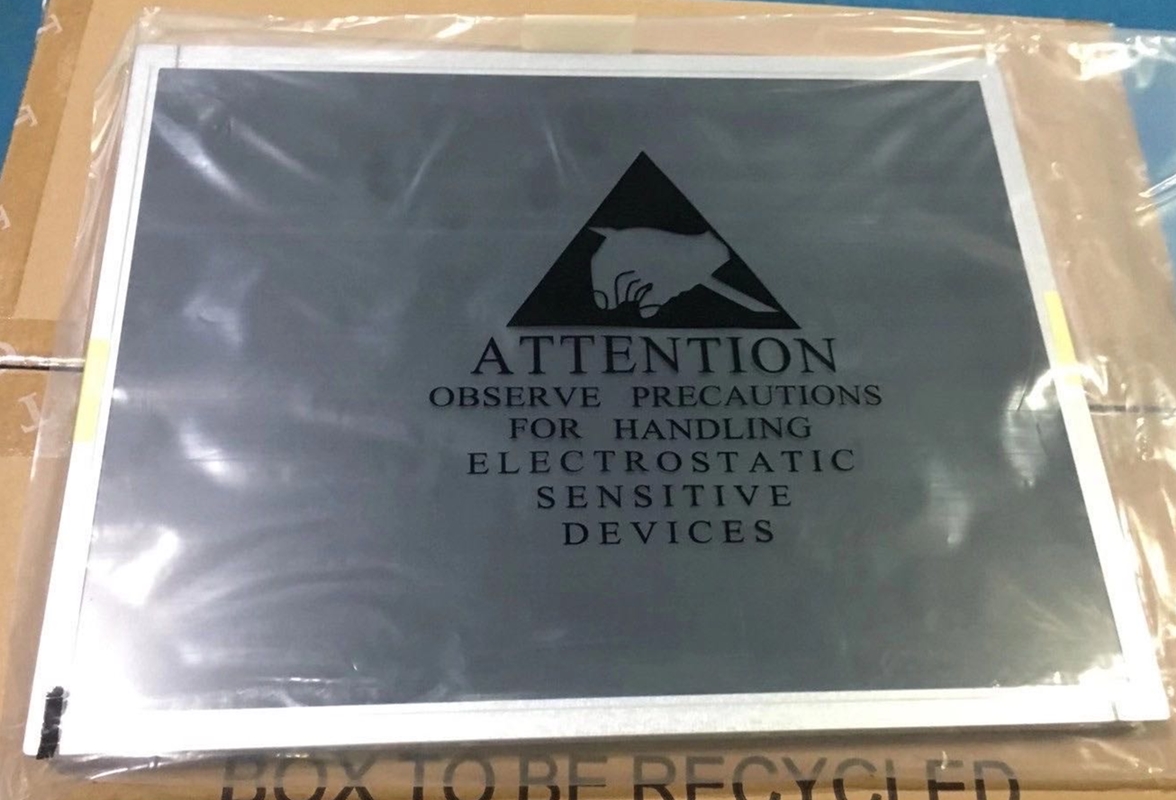 ATTENTION
OBSERVE PRECAUTIONS
FOR HANDLING
ELECTROSTATIC
SENSITIVE
DEVICES
BOX TO BE RECYCLED